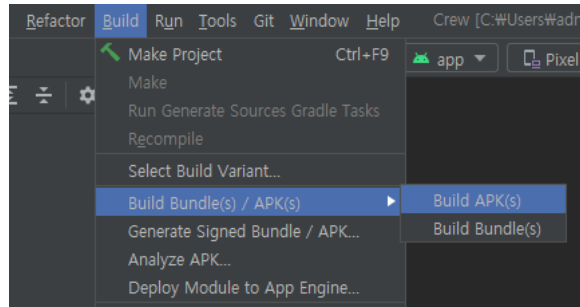 Refactor Build Run Tools Git Window Help Crew [C:₩Users₩adr
Make Project Ctrl+F9 app Pixel
Make
Run Generate Sources Gradle Tasks
Recompile
Select Build Variant...
Build Bundle(s) / APK(s) Build APK(s)
Generate Signed Bundle / APK... Build Bundle(s)
Analyze APK...
Deploy Module to App Engine...